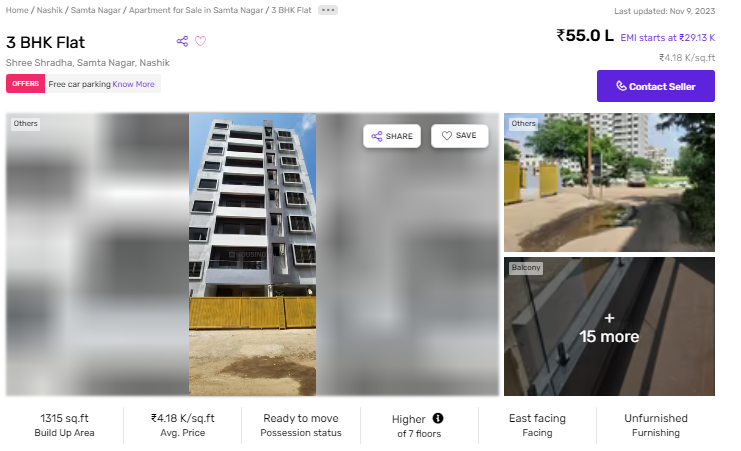 Home / Nashik / Samta Nagar / Apartment for Sale in Samta Nagar / 3 BHK Flat
Last updated: Nov 9, 2023
3 BHK Flat
₹55.0 L EMI starts at ₹29.13 K
Shree Shradha, Samta Nagar, Nashik
₹4.18 K/sq.ft
OFFERS Free car parking Know More
Contact Seller
Others
SHARE
SAVE
HOUSING
Others
Balcony
+
15 more
1315 sq.ft
Build Up Area
₹4.18 K/sq.ft
Avg. Price
Ready to move
Possession status
Higher
of 7 floors
East facing
Facing
Unfurnished
Furnishing